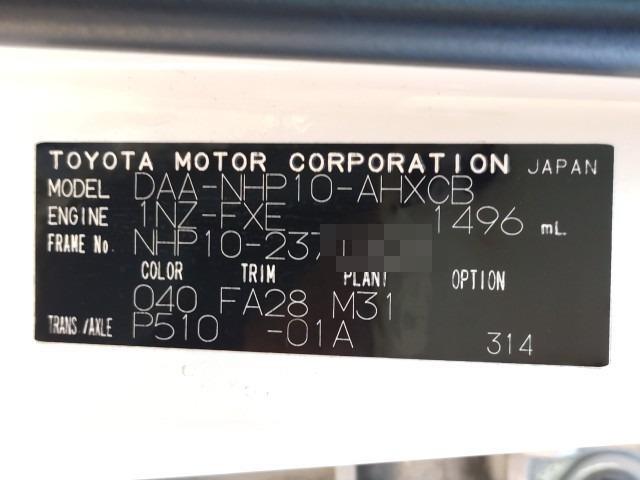 TOYOTA MOTOR CORPORATION JAPAN
MODEL DAA-NHP10-AHXCB
ENGINE 1NZ-FXE 1496 mL
FRAME No. NHP10-237
COLOR TRIM PLANT OPTION
040 FA28 M31
TRANS/AXLE P510 -01A 314